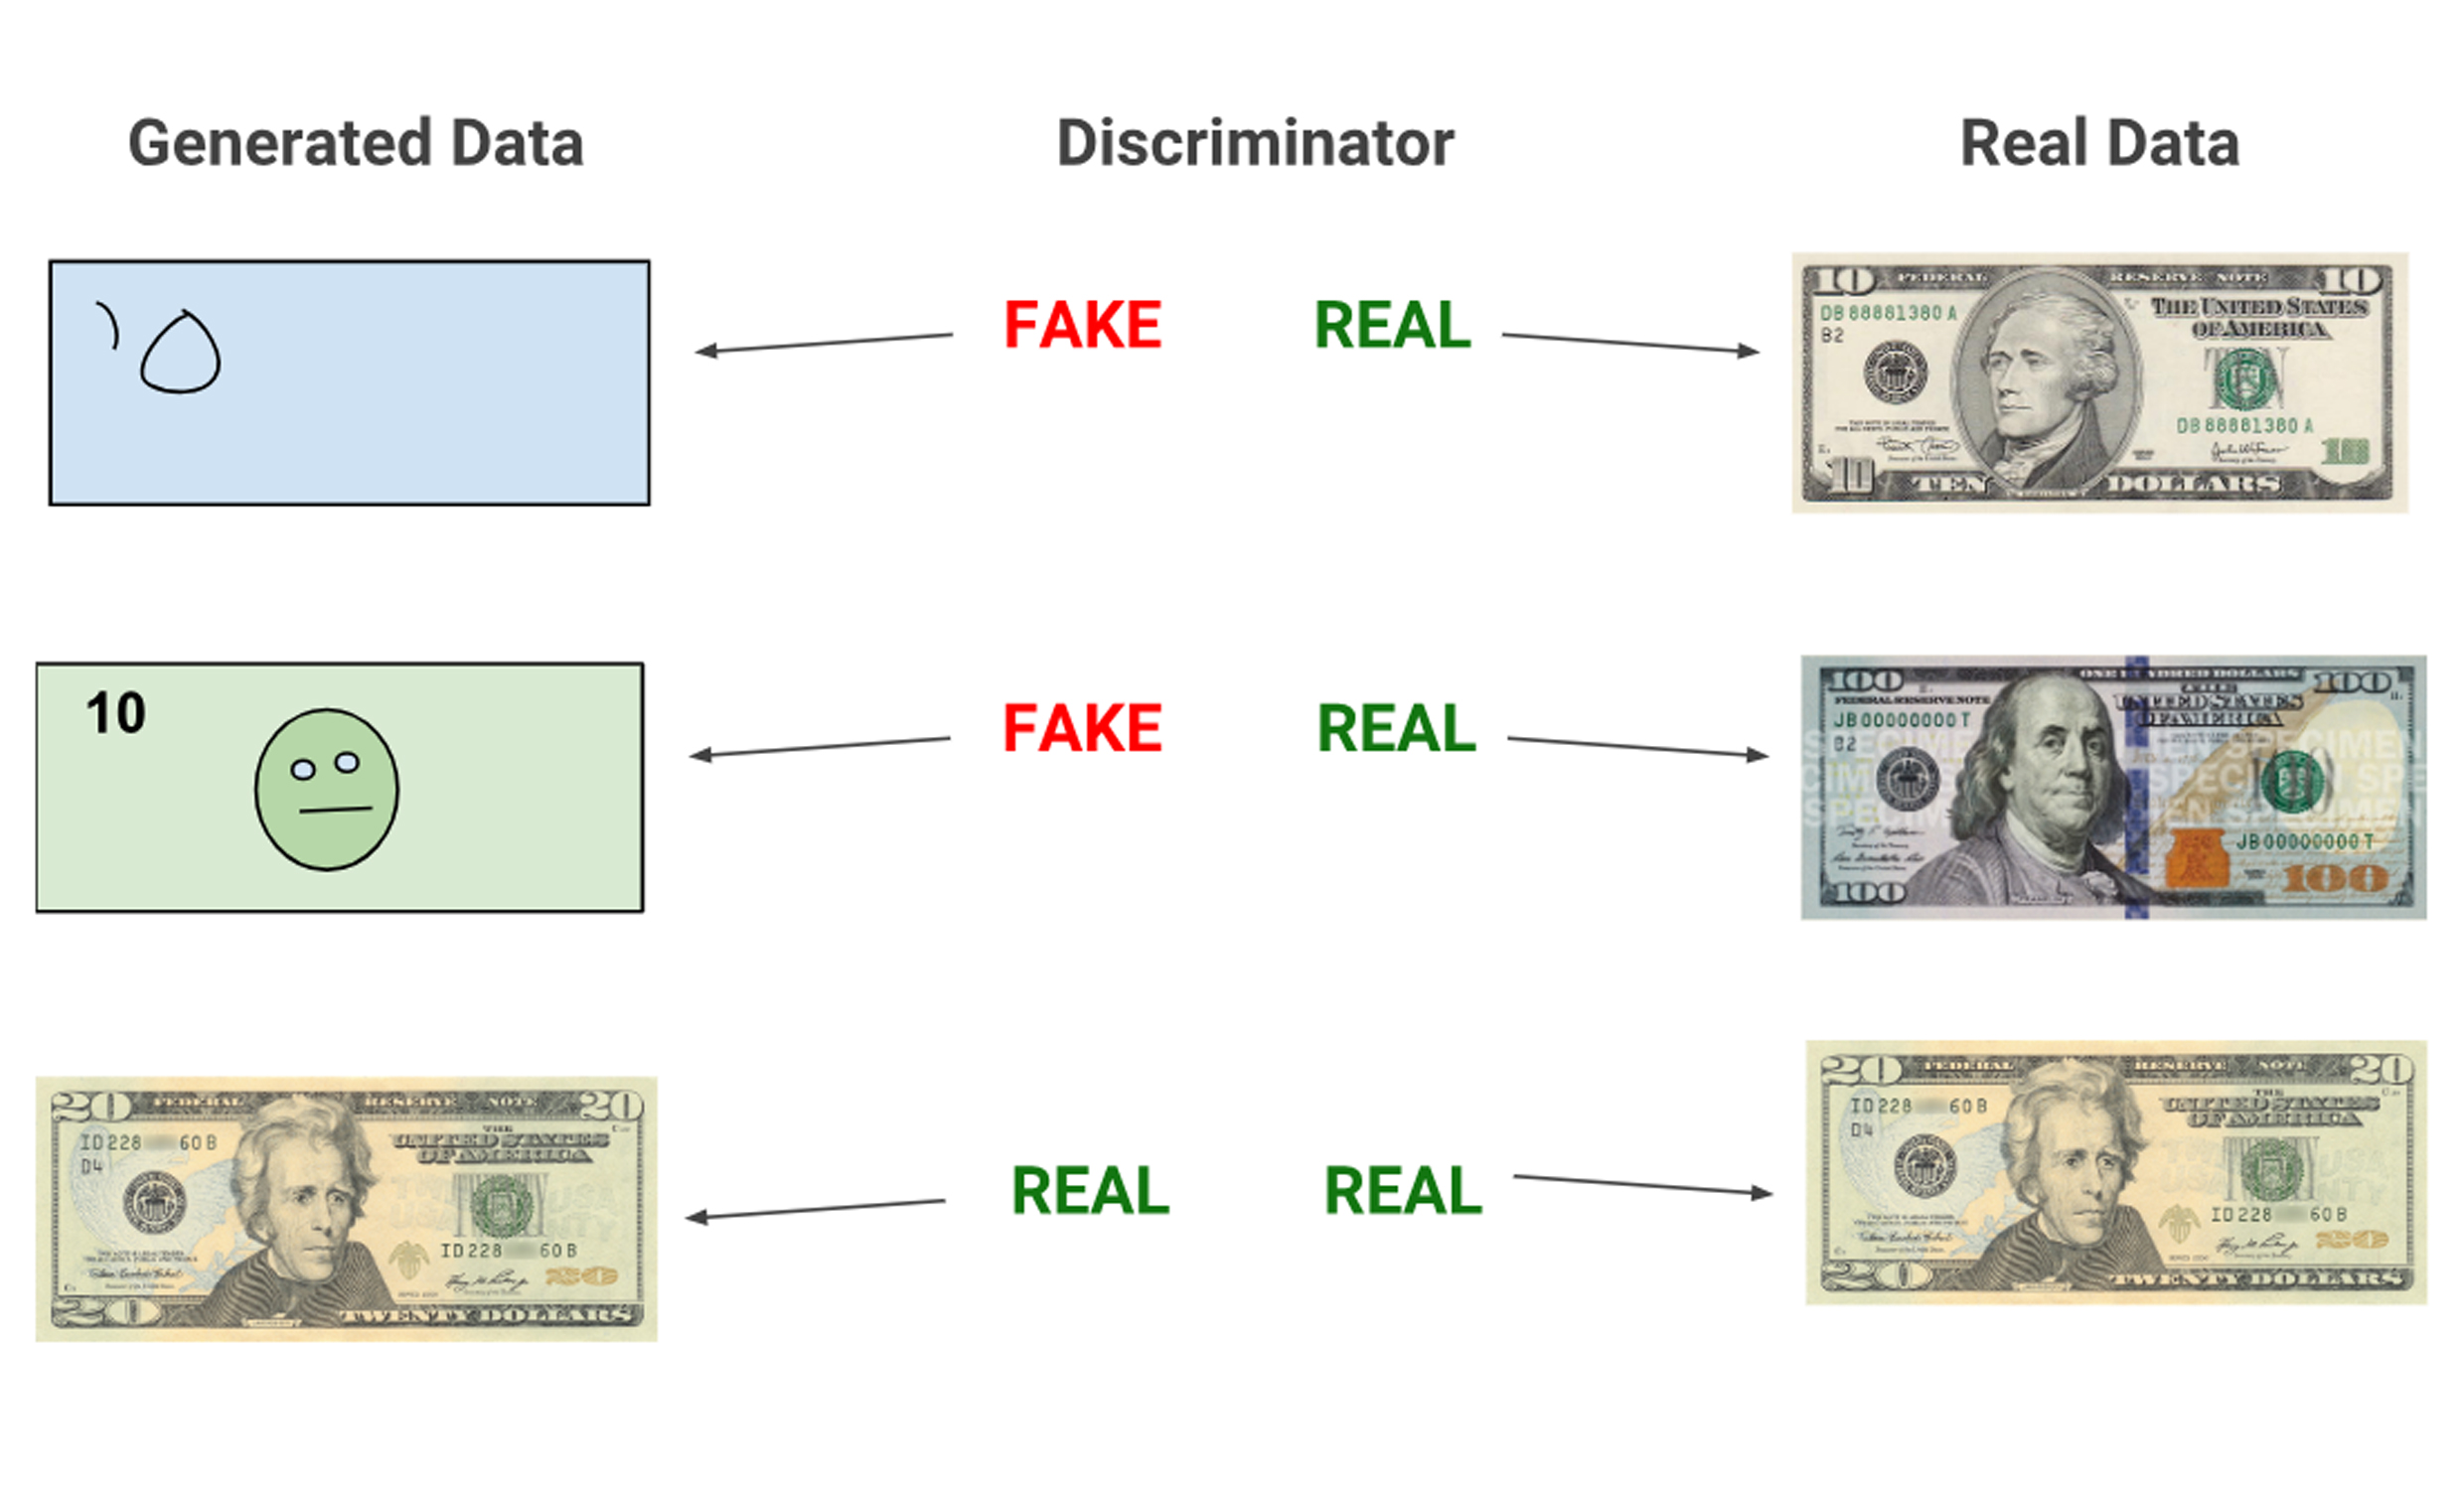 Generated Data
Discriminator
Real Data
FAKE
REAL
10 FEDERAL RESERVE NOTE 10
DB 88881380 A
THE UNITED STATES
OF AMERICA
B2
TEN
DB 88881380 A
10
TEN DOLLARS
10
FAKE
REAL
100 ONE HUNDRED DOLLARS 100
FEDERAL RESERVE NOTE
THE
UNITED STATES
OF AMERICA
JB 00000000 T
B2
SPECIMEN
JB 00000000 T
100
100
20 FEDERAL RESERVE NOTE 20
ID 228 60 B
THE
UNITED STATES
OF AMERICA
D4
ID 228 60 B
20
20 TWENTY DOLLARS
REAL
REAL
20 FEDERAL RESERVE NOTE 20
ID 228 60 B
THE
UNITED STATES
OF AMERICA
D4
ID 228 60 B
20
20 TWENTY DOLLARS